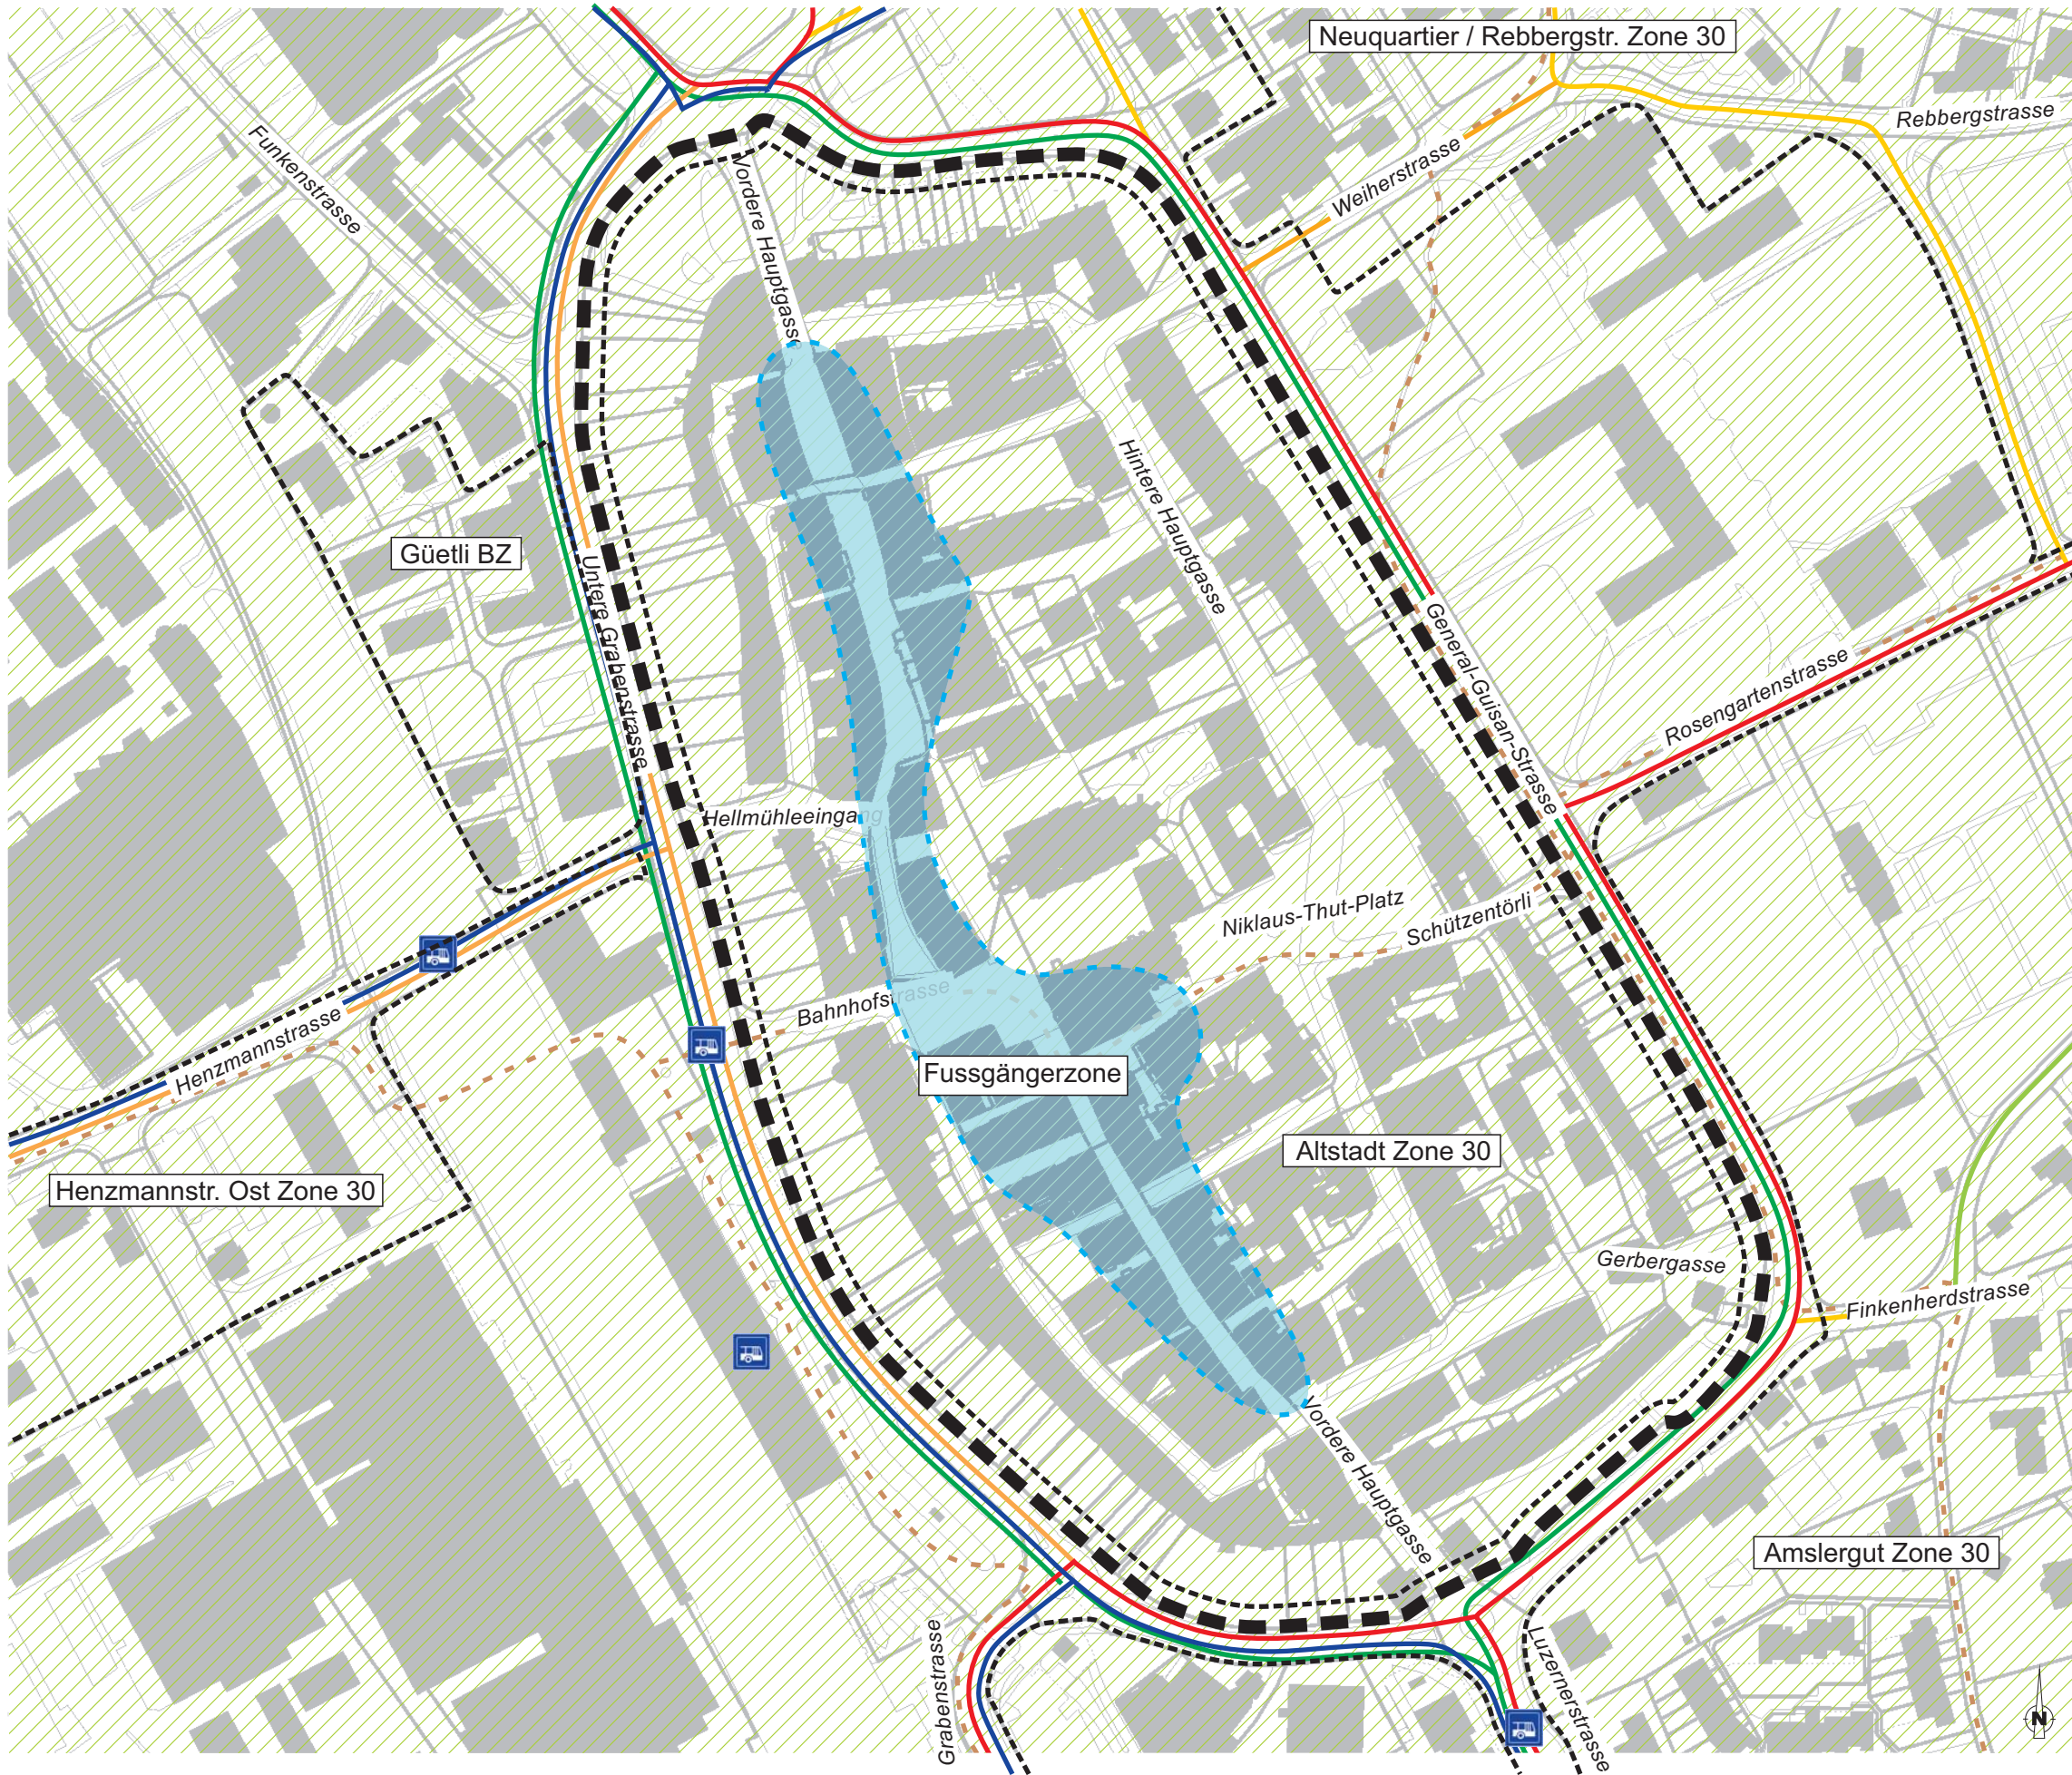 Neuquartier / Rebbergstr. Zone 30
Rebbergstrasse
Funkenstrasse
Weiherstrasse
Vordere Hauptgasse
Hintere Hauptgasse
Güetli BZ
Untere Grabenstrasse
General-Guisan-Strasse
Rosengartenstrasse
Hellmühleeingang
Niklaus-Thut-Platz
Schützentörli
Bahnhofstrasse
Henzmannstrasse
Fussgängerzone
Altstadt Zone 30
Henzmannstr. Ost Zone 30
Gerbergasse
Finkenherdstrasse
Vordere Hauptgasse
Amslergut Zone 30
Grabenstrasse
Luzernerstrasse
N